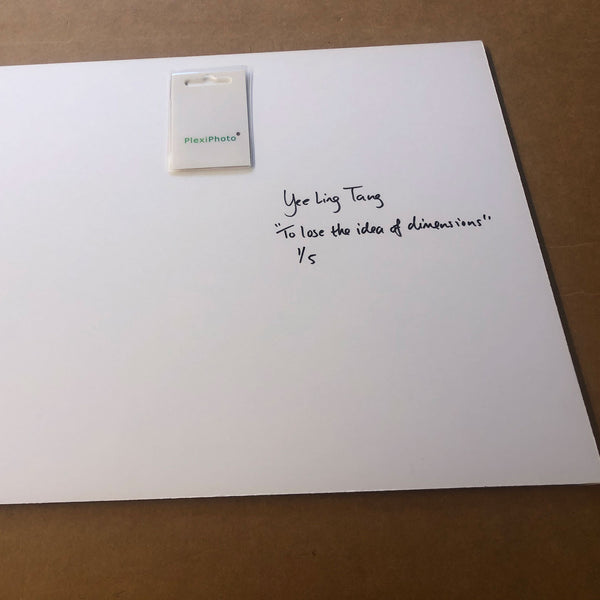 PlexiPhoto®
Yee Ling Tang
"To lose the idea of dimensions"
1/5